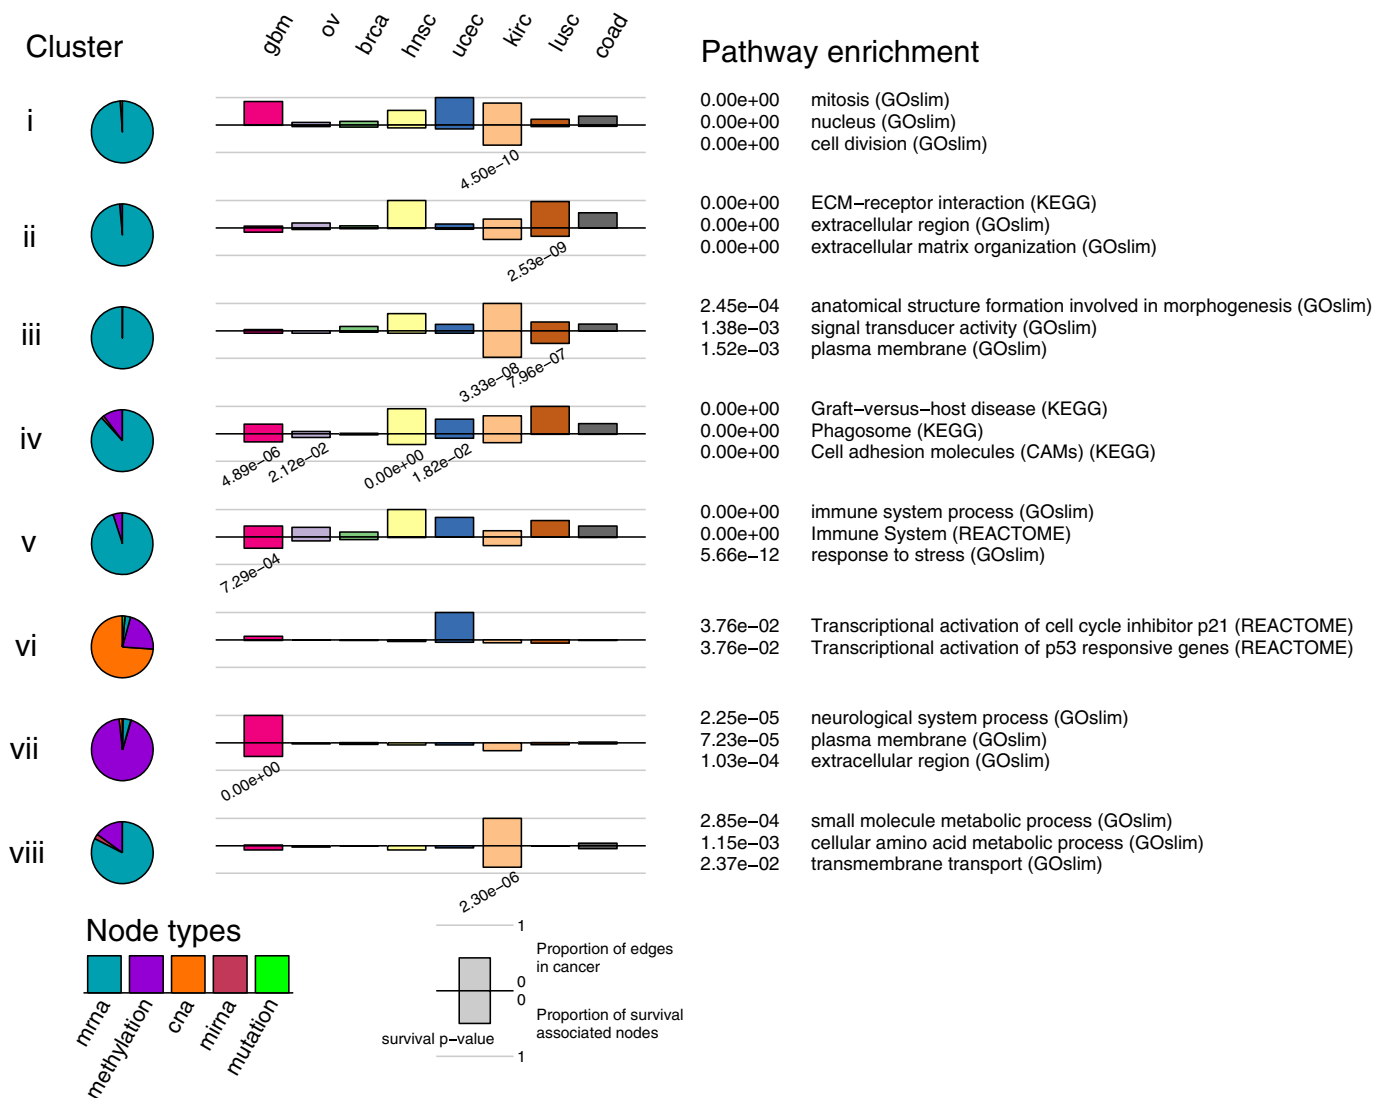 Cluster
gbm
ov
brca
hnsc
ucec
kirc
lusc
coad
Pathway enrichment
i
4.50e−10
0.00e+00 mitosis (GOslim)
0.00e+00 nucleus (GOslim)
0.00e+00 cell division (GOslim)
ii
2.53e−09
0.00e+00 ECM−receptor interaction (KEGG)
0.00e+00 extracellular region (GOslim)
0.00e+00 extracellular matrix organization (GOslim)
iii
3.33e−08
7.96e−07
2.45e−04 anatomical structure formation involved in morphogenesis (GOslim)
1.38e−03 signal transducer activity (GOslim)
1.52e−03 plasma membrane (GOslim)
iv
4.89e−06
2.12e−02
0.00e+00
1.82e−02
0.00e+00 Graft−versus−host disease (KEGG)
0.00e+00 Phagosome (KEGG)
0.00e+00 Cell adhesion molecules (CAMs) (KEGG)
v
7.29e−04
0.00e+00 immune system process (GOslim)
0.00e+00 Immune System (REACTOME)
5.66e−12 response to stress (GOslim)
vi
3.76e−02 Transcriptional activation of cell cycle inhibitor p21 (REACTOME)
3.76e−02 Transcriptional activation of p53 responsive genes (REACTOME)
vii
0.00e+00
2.25e−05 neurological system process (GOslim)
7.23e−05 plasma membrane (GOslim)
1.03e−04 extracellular region (GOslim)
viii
2.30e−06
2.85e−04 small molecule metabolic process (GOslim)
1.15e−03 cellular amino acid metabolic process (GOslim)
2.37e−02 transmembrane transport (GOslim)
Node types
mrna
methylation
cna
mirna
mutation
1
Proportion of edges
in cancer
0
0
Proportion of survival
associated nodes
survival p−value
1